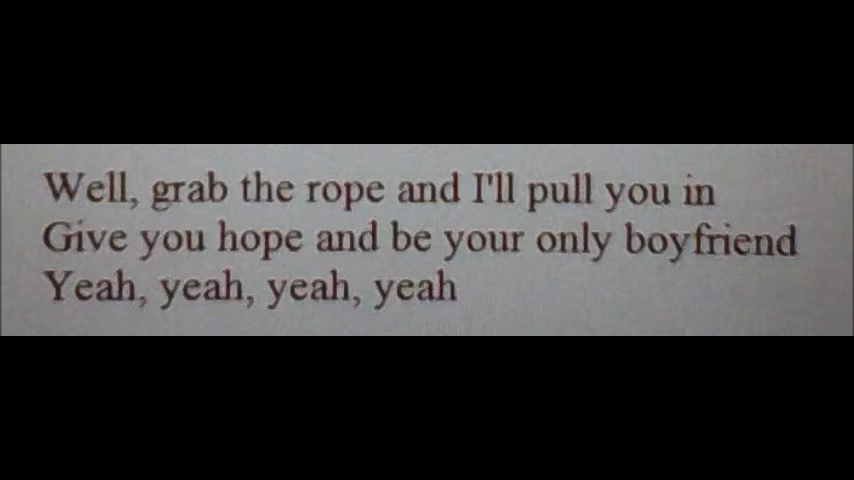 Well, grab the rope and I'll pull you in
Give you hope and be your only boyfriend
Yeah, yeah, yeah, yeah